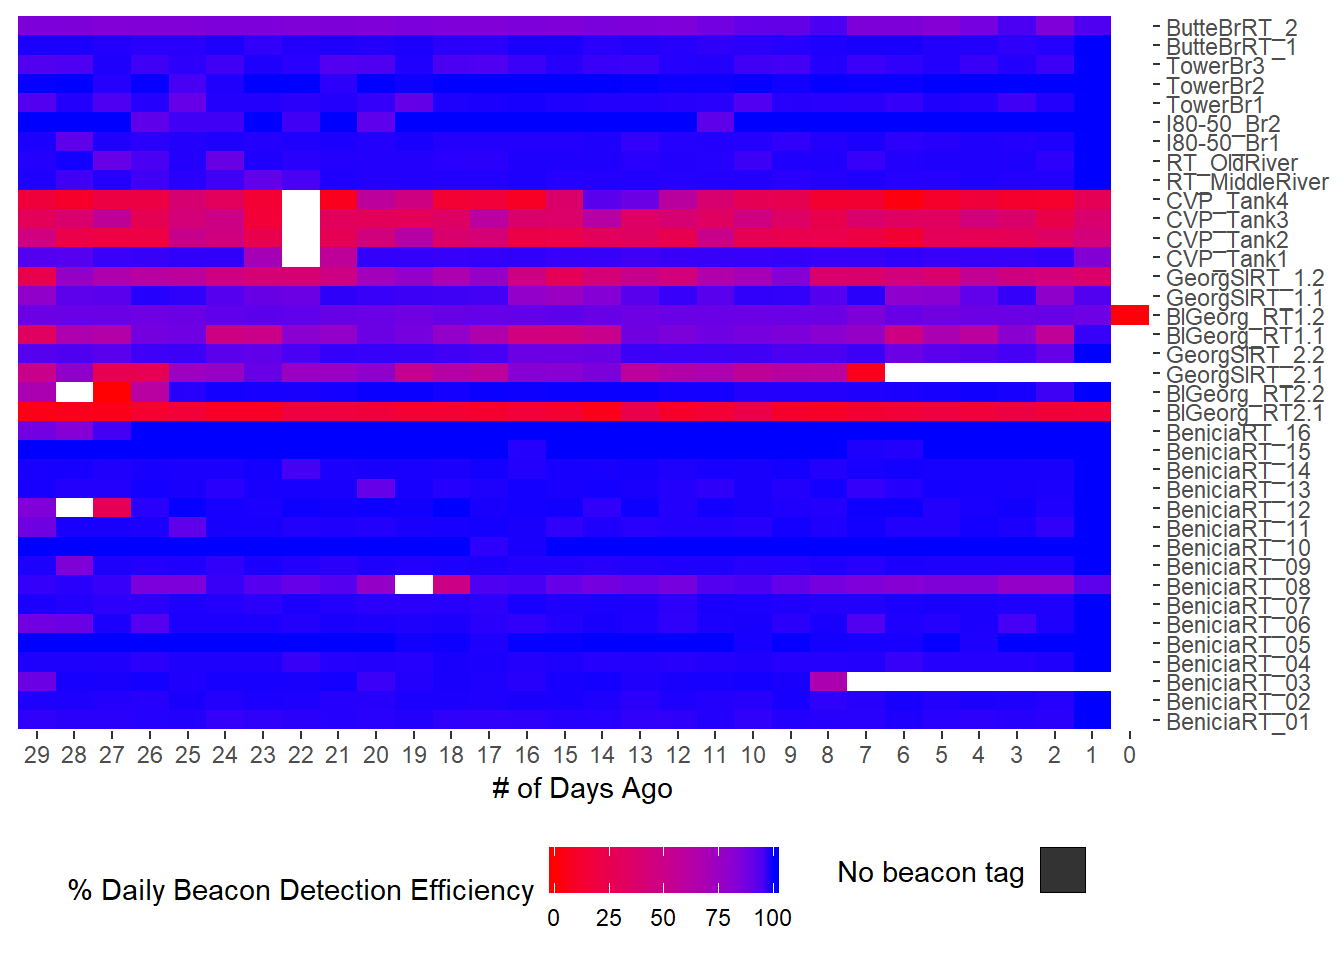 ButteBrRT_2
ButteBrRT_1
TowerBr3
TowerBr2
TowerBr1
I80-50_Br2
I80-50_Br1
RT_OldRiver
RT_MiddleRiver
CVP_Tank4
CVP_Tank3
CVP_Tank2
CVP_Tank1
GeorgSlRT_1.2
GeorgSlRT_1.1
BlGeorg_RT1.2
BlGeorg_RT1.1
GeorgSlRT_2.2
GeorgSlRT_2.1
BlGeorg_RT2.2
BlGeorg_RT2.1
BeniciaRT_16
BeniciaRT_15
BeniciaRT_14
BeniciaRT_13
BeniciaRT_12
BeniciaRT_11
BeniciaRT_10
BeniciaRT_09
BeniciaRT_08
BeniciaRT_07
BeniciaRT_06
BeniciaRT_05
BeniciaRT_04
BeniciaRT_03
BeniciaRT_02
BeniciaRT_01
29 28 27 26 25 24 23 22 21 20 19 18 17 16 15 14 13 12 11 10 9 8 7 6 5 4 3 2 1 0
# of Days Ago
% Daily Beacon Detection Efficiency
0 25 50 75 100
No beacon tag